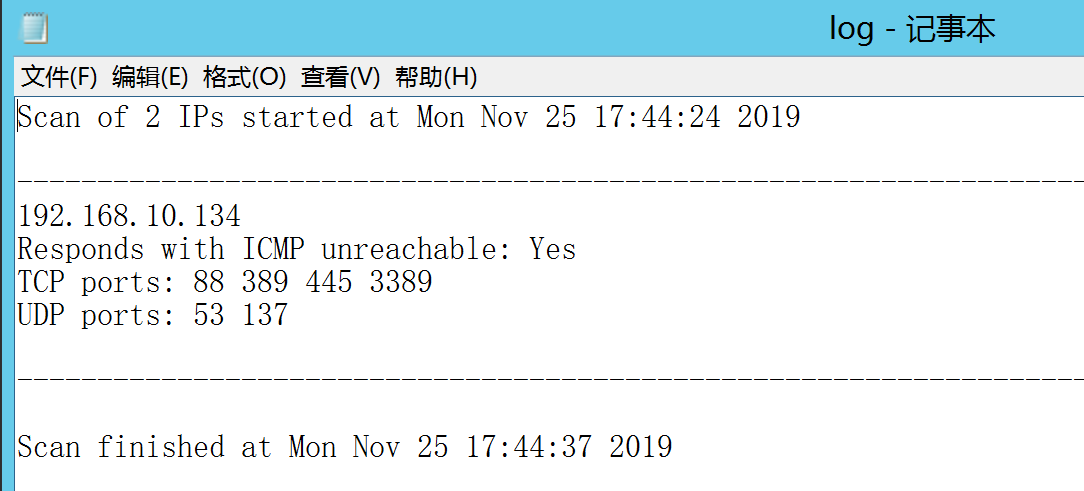 log - 记事本
文件(F) 编辑(E) 格式(O) 查看(V) 帮助(H)
Scan of 2 IPs started at Mon Nov 25 17:44:24 2019
-------------------------------------------------------------------
192.168.10.134
Responds with ICMP unreachable: Yes
TCP ports: 88 389 445 3389
UDP ports: 53 137
-------------------------------------------------------------------
Scan finished at Mon Nov 25 17:44:37 2019